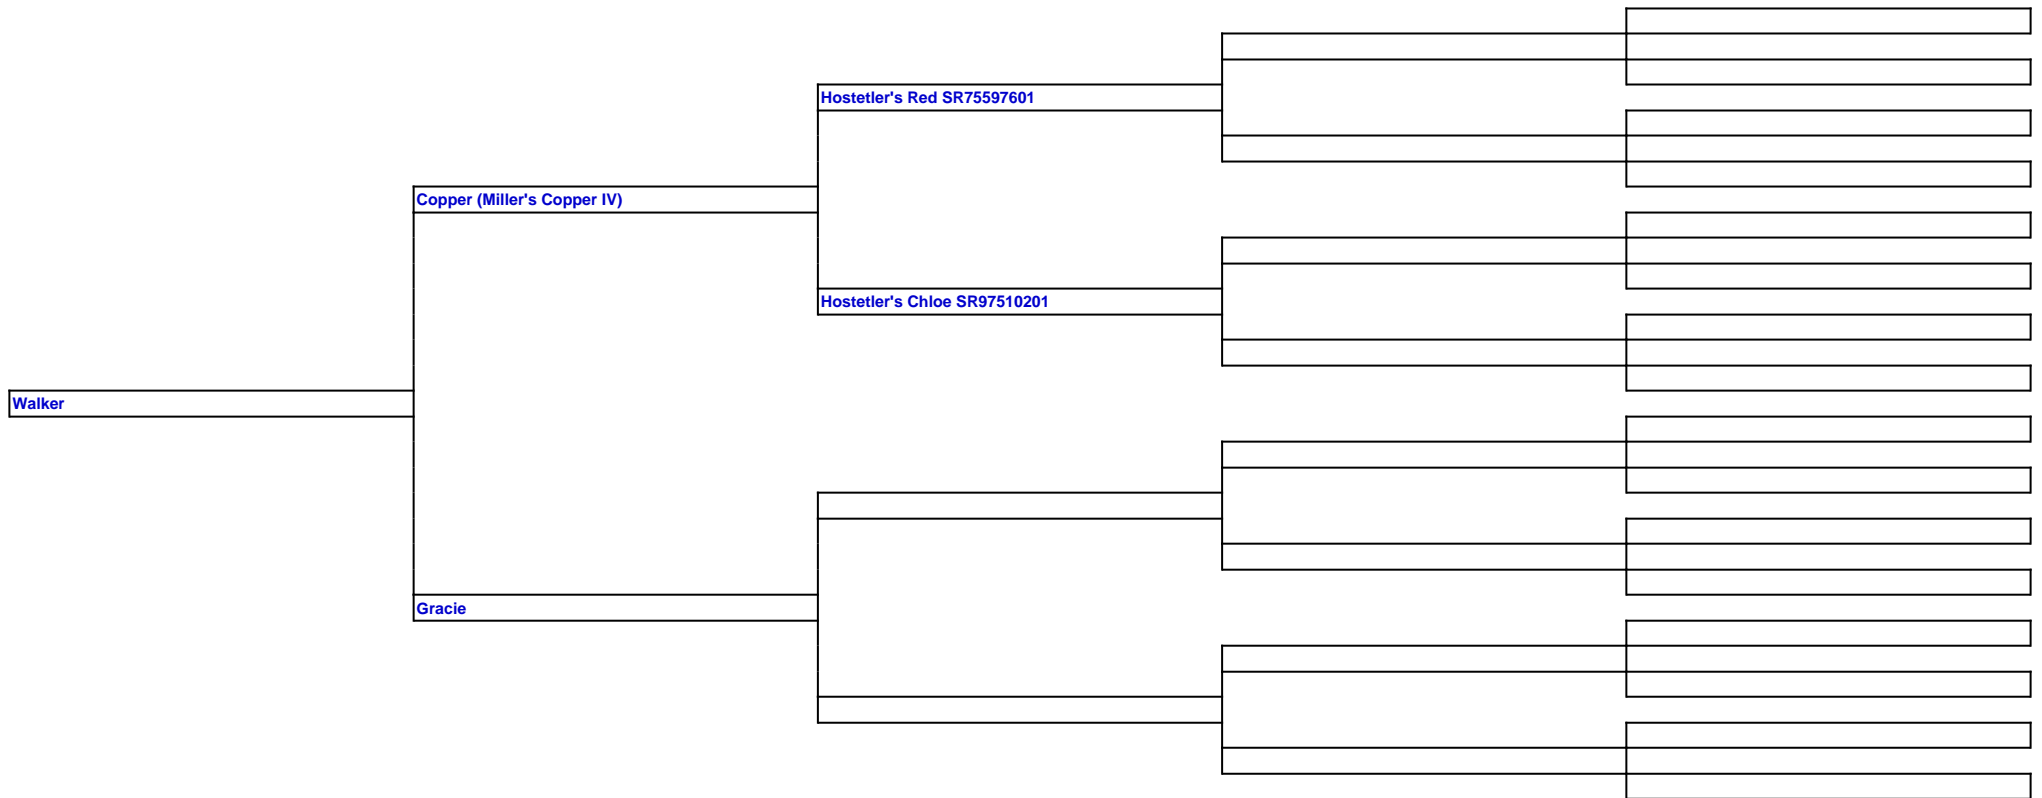 Hostetler's Red SR75597601
Copper (Miller's Copper IV)
Hostetler's Chloe SR97510201
Walker
Gracie